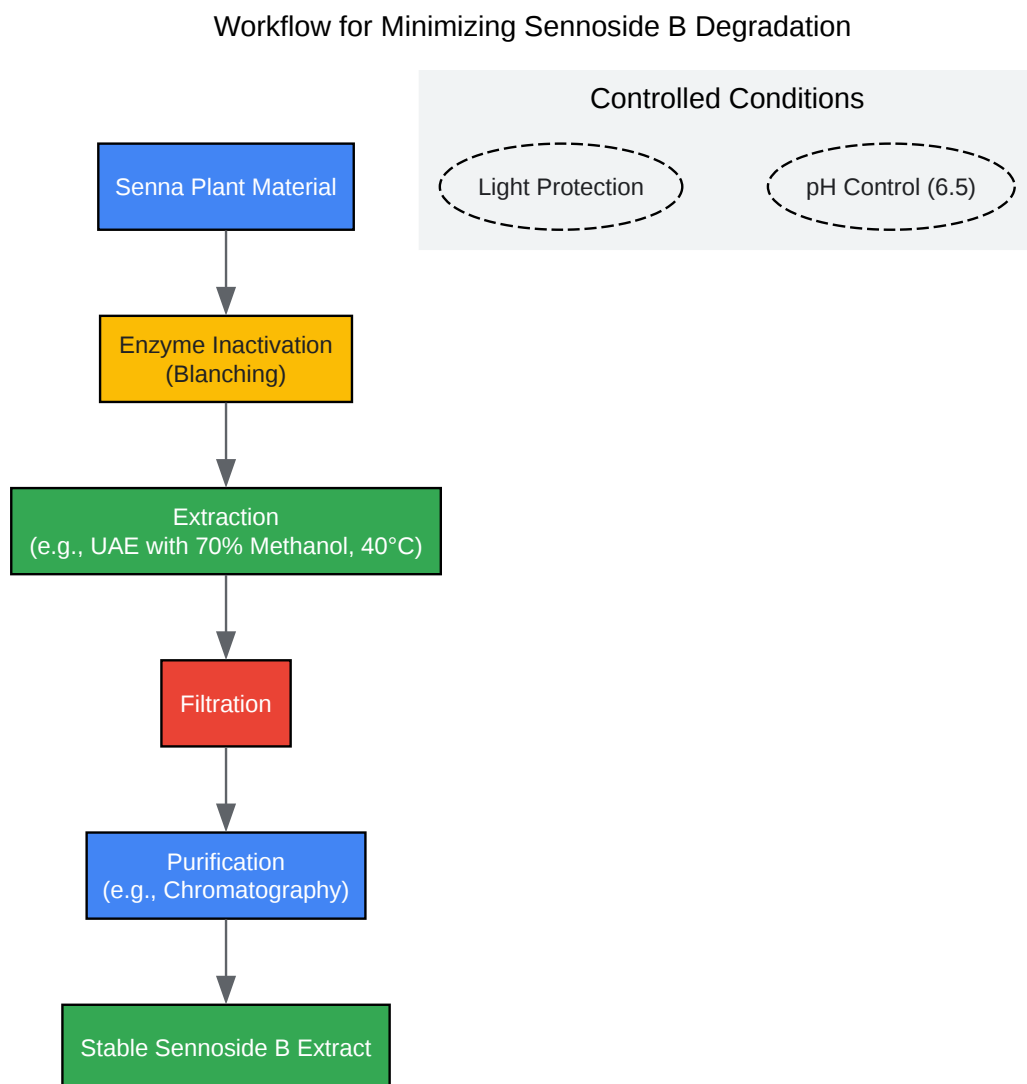 Workflow for Minimizing Sennoside B Degradation
Controlled Conditions
Light Protection
pH Control (6.5)
Senna Plant Material
Enzyme Inactivation
(Blanching)
Extraction
(e.g., UAE with 70% Methanol, 40°C)
Filtration
Purification
(e.g., Chromatography)
Stable Sennoside B Extract